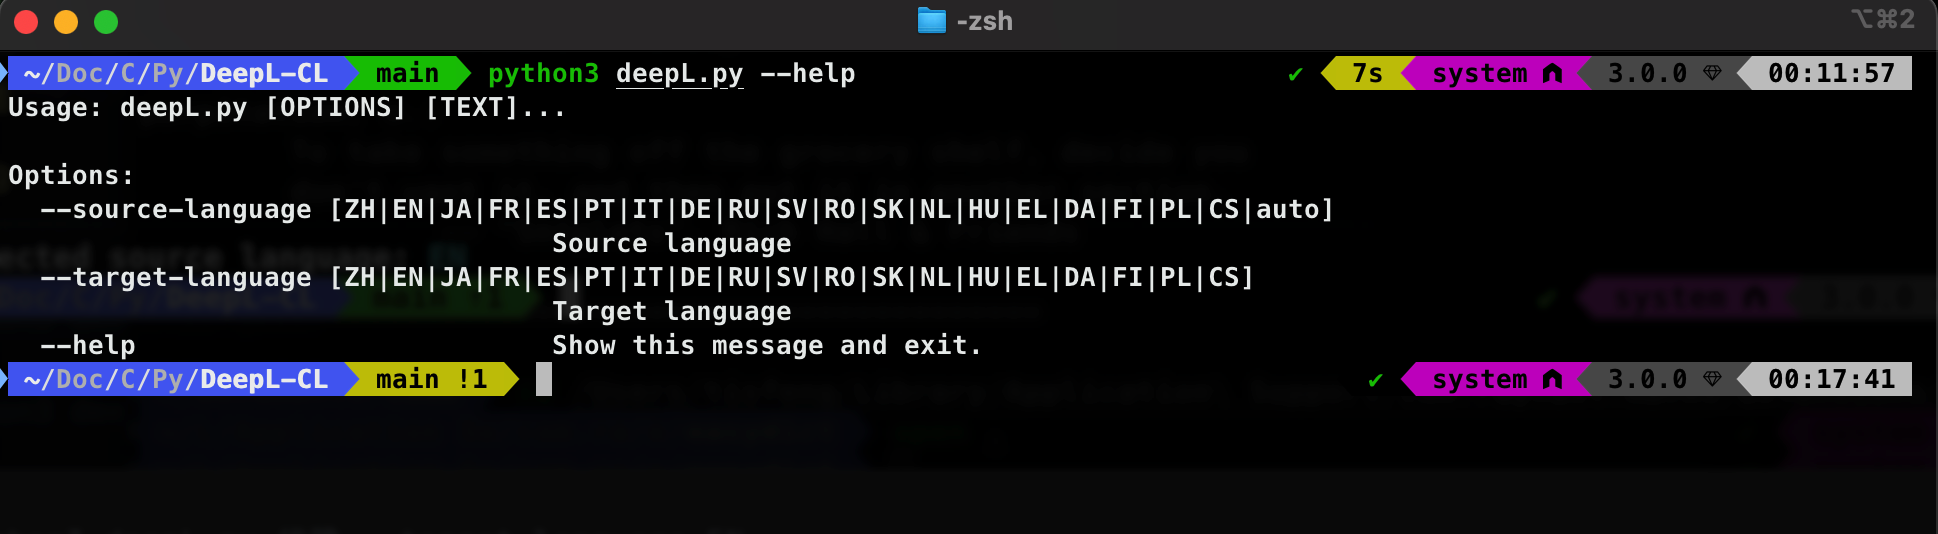 -zsh
⌥⌘2
~/Doc/C/Py/DeepL-CL main python3 deepL.py --help ✔ 7s system 3.0.0 00:11:57
Usage: deepL.py [OPTIONS] [TEXT]...
Options:
--source-language [ZH|EN|JA|FR|ES|PT|IT|DE|RU|SV|RO|SK|NL|HU|EL|DA|FI|PL|CS|auto]
Source language
--target-language [ZH|EN|JA|FR|ES|PT|IT|DE|RU|SV|RO|SK|NL|HU|EL|DA|FI|PL|CS]
Target language
--help Show this message and exit.
~/Doc/C/Py/DeepL-CL main !1 ✔ system 3.0.0 00:17:41